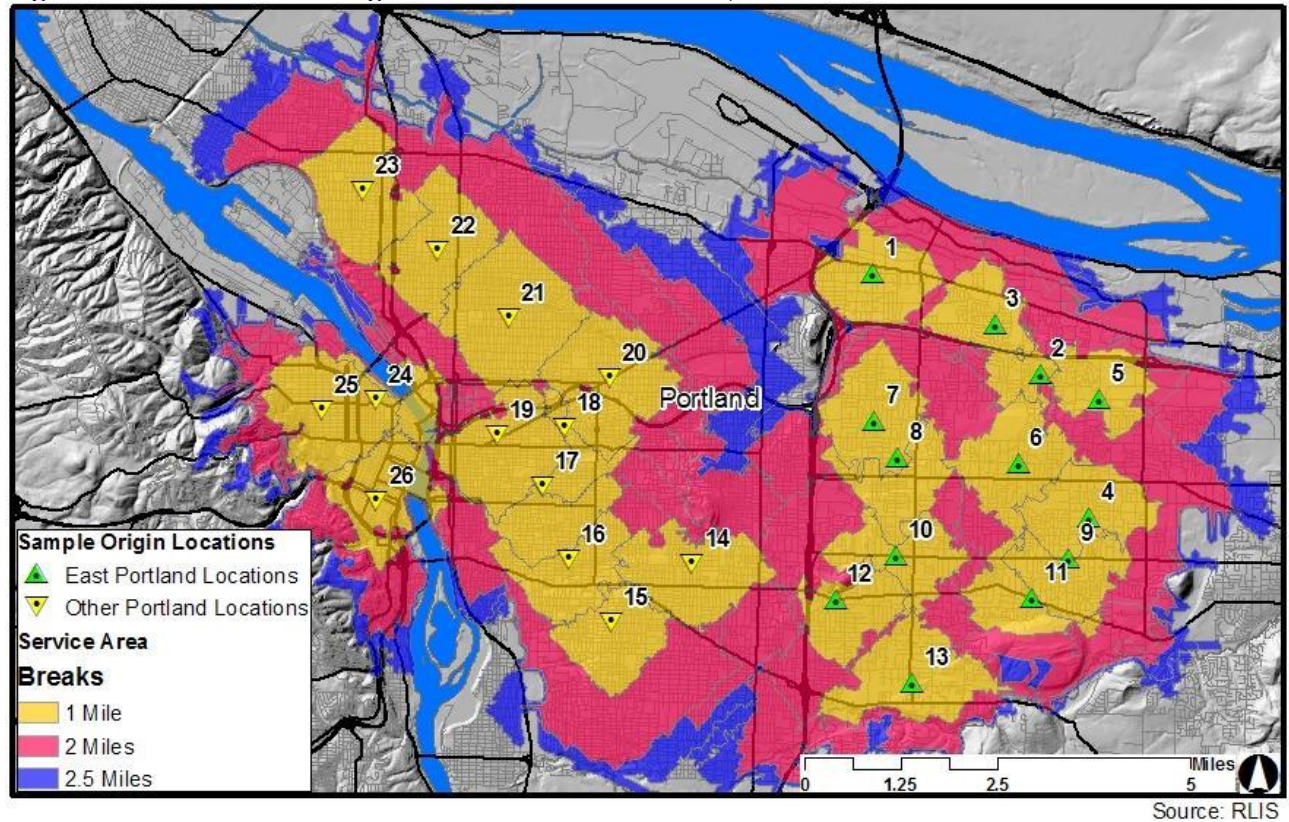 1
3
2
5
7
8
6
4
9
10
12
11
13
23
22
21
20
Portland
24
25
19
18
17
26
16
14
15
Sample Origin Locations
East Portland Locations
Other Portland Locations
Service Area
Breaks
1 Mile
2 Miles
2.5 Miles
Miles
0 1.25 2.5 5
Source: RLIS